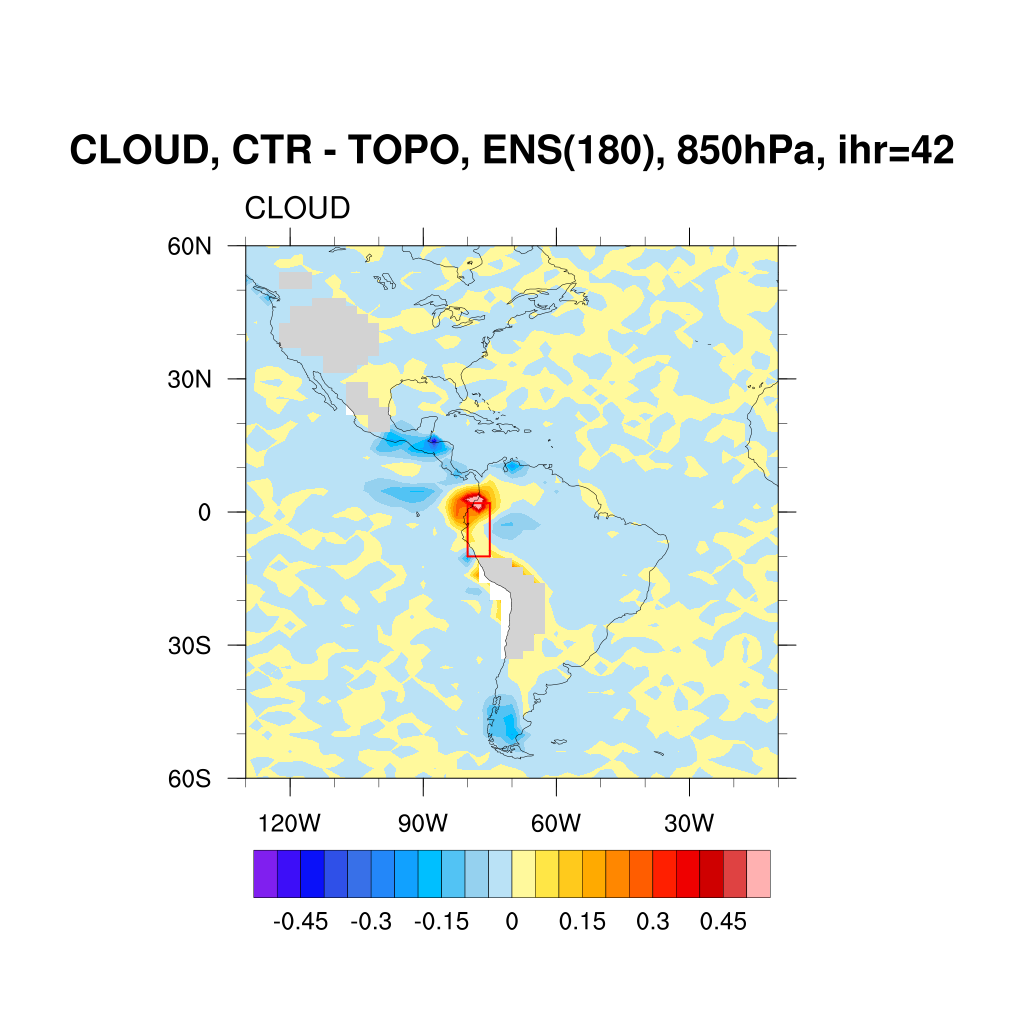 CLOUD, CTR - TOPO, ENS(180), 850hPa, ihr=42
CLOUD
60N
30N
0
30S
60S
120W 90W 60W 30W
-0.45 -0.3 -0.15 0 0.15 0.3 0.45